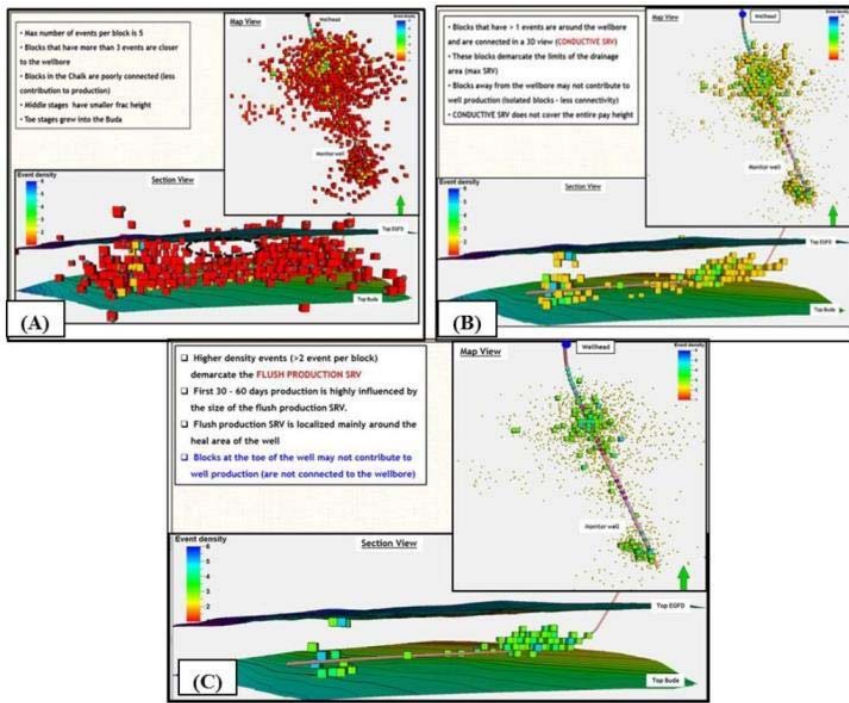 • Max number of events per block is 5
• Blocks that have more than 3 events are closer
to the wellbore
• Blocks in the Chalk are poorly connected (less
contribution to production)
• Middle stages have smaller frac height
• Toe stages grew into the Buda
Map View
Wellhead
Event density
Monitor well
Event density
Section View
Top EGFD
Top Buda
(A)
• Blocks that have > 1 events are around the wellbore
and are connected in a 3D view (CONDUCTIVE SRV)
• These blocks demarcate the limits of the drainage
area (max SRV)
• Blocks away from the wellbore may not contribute to
well production (isolated blocks - less connectivity)
• CONDUCTIVE SRV does not cover the entire pay height
Map View
Wellhead
Event density
Monitor well
Event density
Section View
Top EGFD
Top Buda
(B)
❑ Higher density events (>2 event per block)
demarcate the FLUSH PRODUCTION SRV
❑ First 30 - 60 days production is highly influenced by
the size of the flush production SRV.
❑ Flush production SRV is localized mainly around the
heal area of the well
❑ Blocks at the toe of the well may not contribute to
well production (are not connected to the wellbore)
Map View
Wellhead
Event density
Monitor well
Event density
6
5
4
3
2
Section View
Top EGFD
Top Buda
(C)